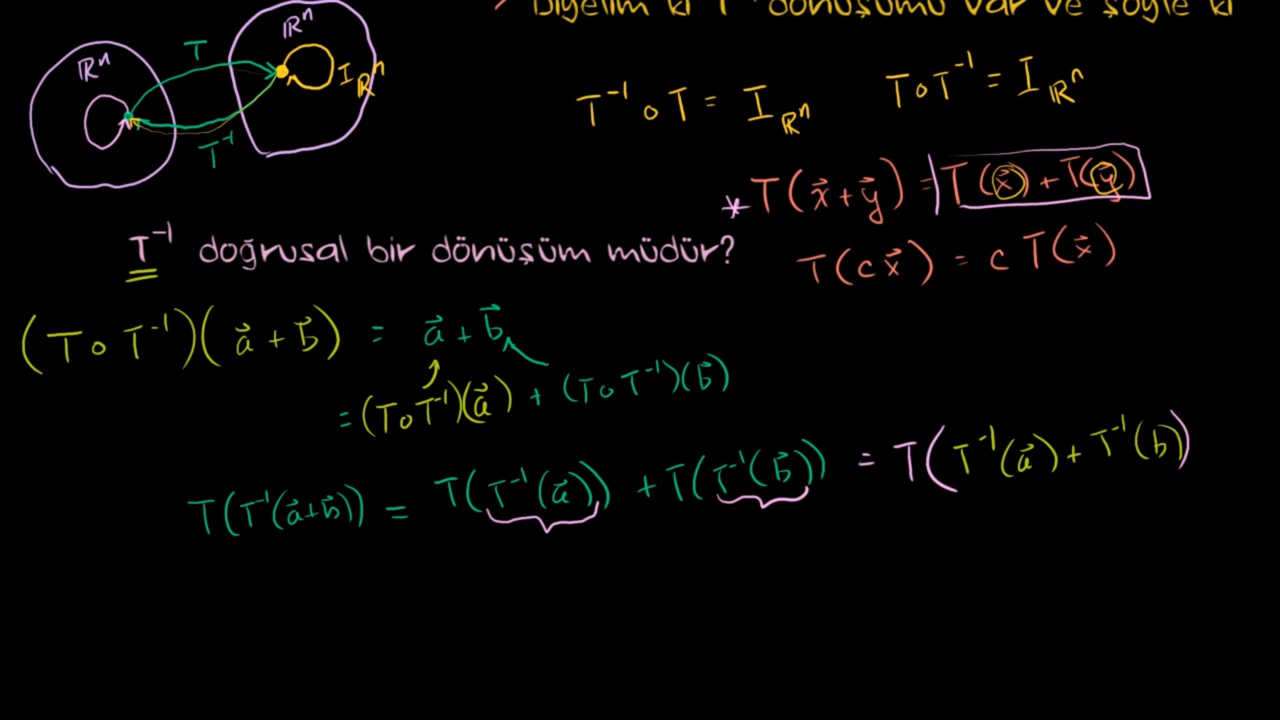 Diyelim ki T⁻¹ dönüşümü var ve şöyle ki
ℝⁿ T ℝⁿ I_ℝⁿ
T⁻¹
T⁻¹ ∘ T = I_ℝⁿ T ∘ T⁻¹ = I_ℝⁿ
* T(x⃗ + y⃗) = T(x⃗) + T(y⃗)
T⁻¹ doğrusal bir dönüşüm müdür?
T(cx⃗) = c T(x⃗)
(T ∘ T⁻¹)(a⃗ + b⃗) = a⃗ + b⃗
= (T ∘ T⁻¹)(a⃗) + (T ∘ T⁻¹)(b⃗)
T(T⁻¹(a⃗ + b⃗)) = T(T⁻¹(a⃗)) + T(T⁻¹(b⃗)) = T(T⁻¹(a⃗) + T⁻¹(b⃗))